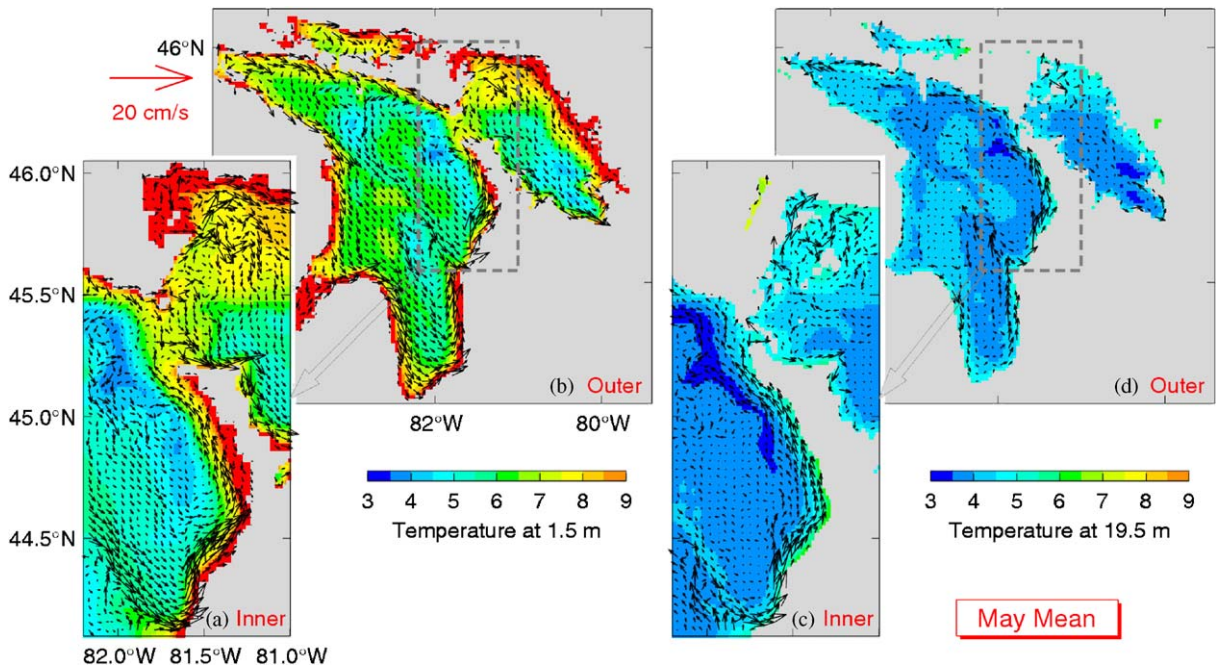 46°N
20 cm/s
46.0°N
45.5°N
45.0°N
44.5°N
(b) Outer
82°W
80°W
3 4 5 6 7 8 9
Temperature at 1.5 m
(a) Inner
82.0°W 81.5°W 81.0°W
(d) Outer
3 4 5 6 7 8 9
Temperature at 19.5 m
(c) Inner
May Mean